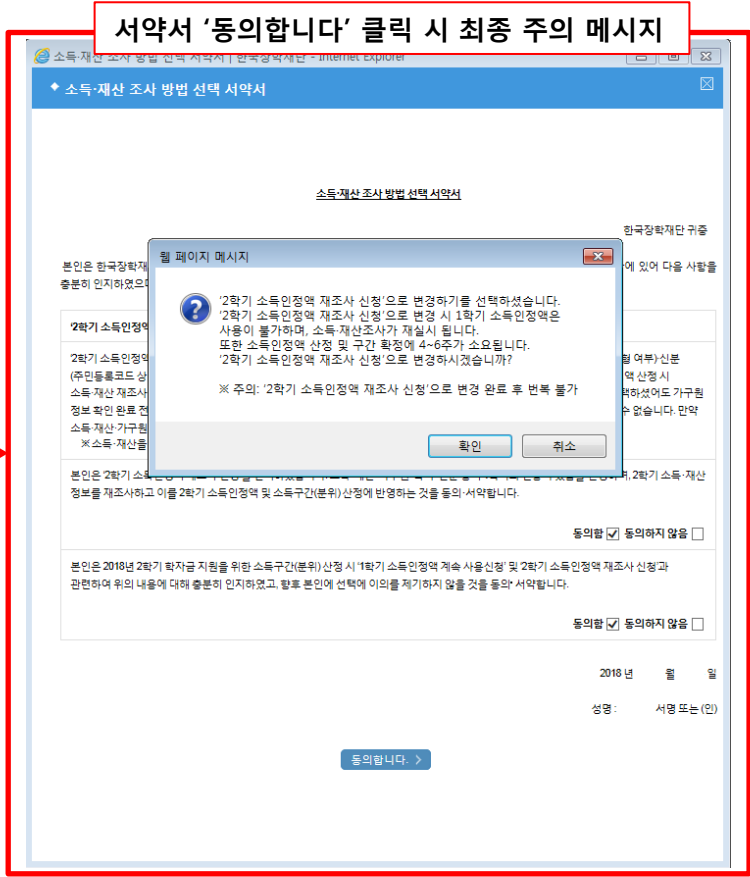 서약서 ‘동의합니다’ 클릭 시 최종 주의 메시지
소득·재산 조사 방법 선택 서약서 | 한국장학재단 - Internet Explorer
소득·재산 조사 방법 선택 서약서
소득·재산 조사 방법 선택 서약서
한국장학재단 귀중
본인은 한국장학재 에 있어 다음 사항을
충분히 인지하였으며
웹 페이지 메시지
'2학기 소득인정액 재조사 신청'으로 변경하기를 선택하셨습니다.
'2학기 소득인정액 재조사 신청'으로 변경 시 1학기 소득인정액은
사용이 불가하며, 소득·재산조사가 재실시 됩니다.
또한 소득인정액 산정 및 구간 확정에 4~6주가 소요됩니다.
'2학기 소득인정액 재조사 신청'으로 변경하시겠습니까?
※ 주의: '2학기 소득인정액 재조사 신청'으로 변경 완료 후 번복 불가
확인 취소
'2학기 소득인정액
'2학기 소득인정액 형 여부)·신분
(주민등록코드 상 액 산정 시
소득·재산 재조사 택하셨어도 가구원
정보 확인 완료 전 수 없습니다. 만약
소득·재산·가구원
※ 소득·재산을
본인은 '2학기 소 2학기 소득·재산
정보를 재조사하고 이를 2학기 소득인정액 및 소득구간(분위) 산정에 반영하는 것을 동의·서약합니다.
동의함 동의하지 않음
본인은 2018년 2학기 학자금 지원을 위한 소득구간(분위) 산정 시 '1학기 소득인정액 계속 사용신청' 및 '2학기 소득인정액 재조사 신청'과
관련하여 위의 내용에 대해 충분히 인지하였고, 향후 본인에 선택에 이의를 제기하지 않을 것을 동의· 서약합니다.
동의함 동의하지 않음
2018 년 월 일
성명 : 서명 또는 (인)
동의합니다. >